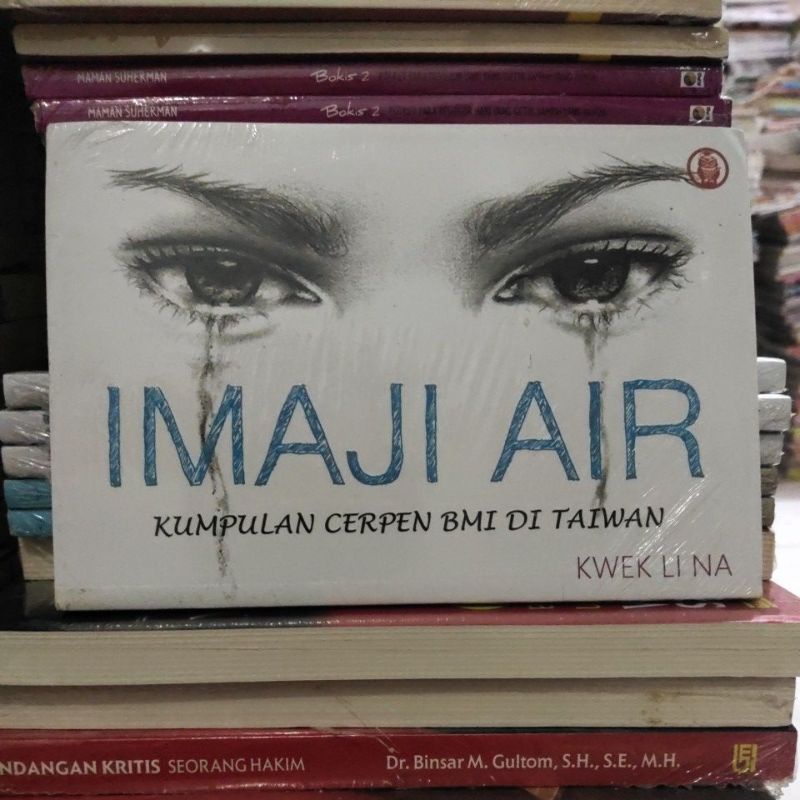 MAMAN SUHERMAN Bokis 2
MAMAN SUHERMAN Bokis 2
IMAJI AIR
KUMPULAN CERPEN BMI DI TAIWAN
KWEK LI NA
NDANGAN KRITIS SEORANG HAKIM Dr. Binsar M. Gultom, S.H., S.E., M.H.